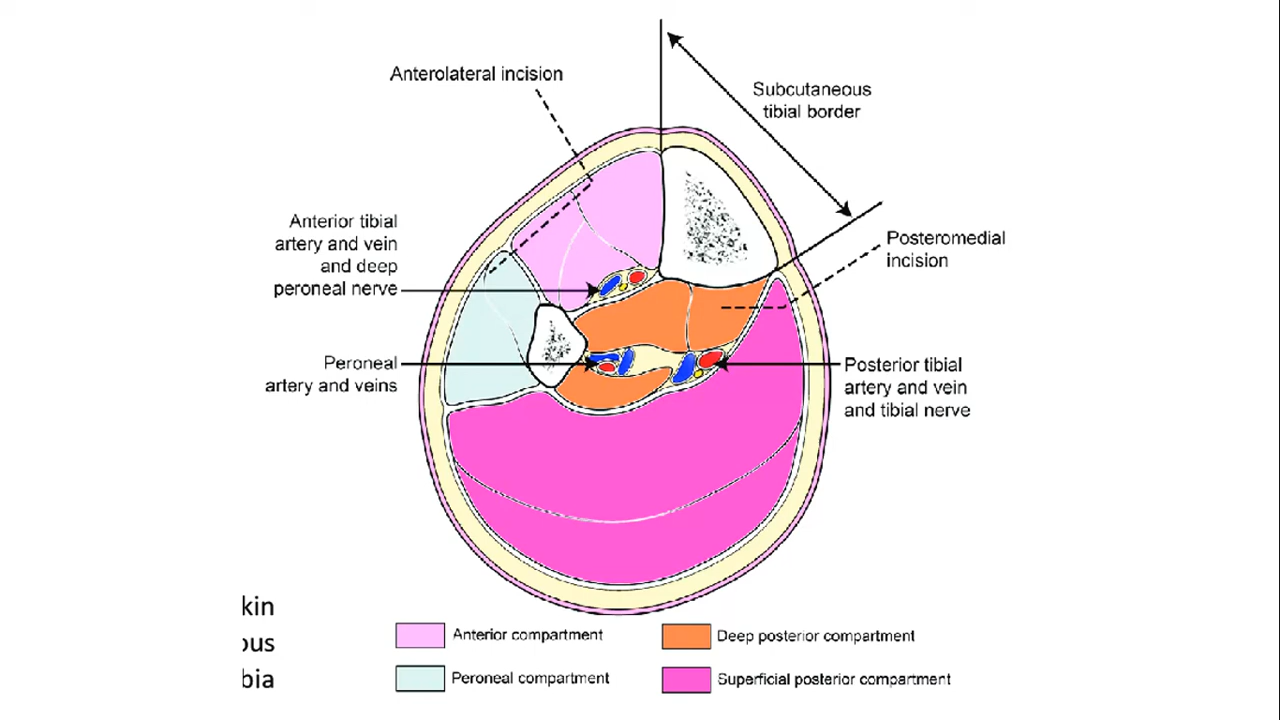 Anterolateral incision
Subcutaneous
tibial border
Anterior tibial
artery and vein
and deep
peroneal nerve
Posteromedial
incision
Peroneal
artery and veins
Posterior tibial
artery and vein
and tibial nerve
kin
ous
bia
Anterior compartment
Deep posterior compartment
Peroneal compartment
Superficial posterior compartment